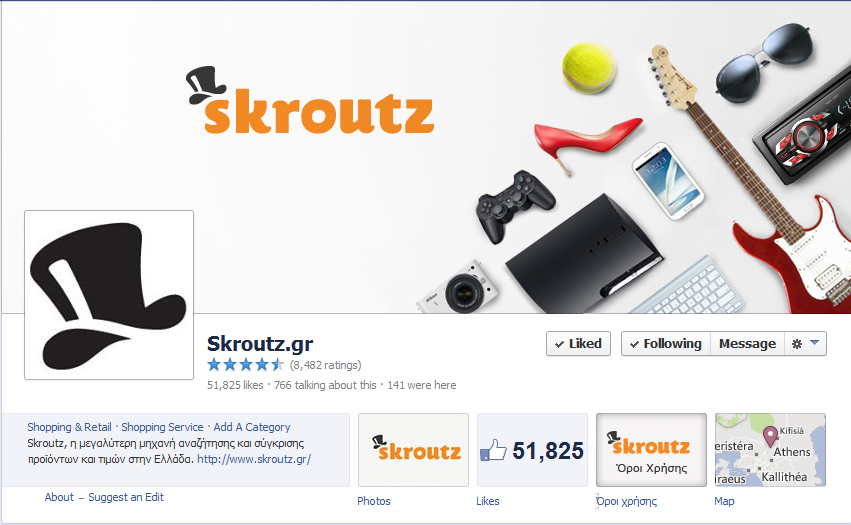 skroutz
Skroutz.gr
(8,482 ratings)
51,825 likes · 766 talking about this · 141 were here
Liked
Following
Message
Shopping & Retail · Shopping Service · Add A Category
Skroutz, η μεγαλύτερη μηχανή αναζήτησης και σύγκρισης
προϊόντων και τιμών στην Ελλάδα. http://www.skroutz.gr/
About – Suggest an Edit
skroutz
Photos
51,825
Likes
skroutz
Όροι Χρήσης
Όροι χρήσης
Kifisiá
eristéra
Athens
iraeus
Kallithéa
Map